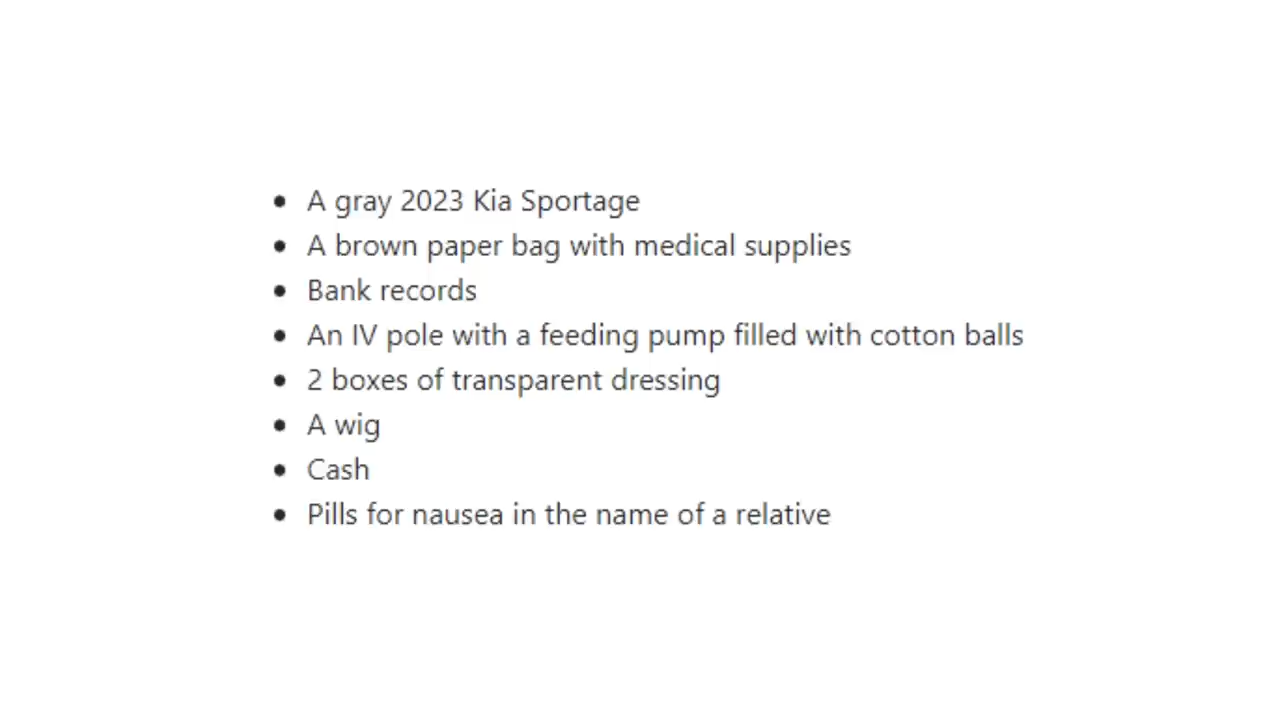 • A gray 2023 Kia Sportage
• A brown paper bag with medical supplies
• Bank records
• An IV pole with a feeding pump filled with cotton balls
• 2 boxes of transparent dressing
• A wig
• Cash
• Pills for nausea in the name of a relative